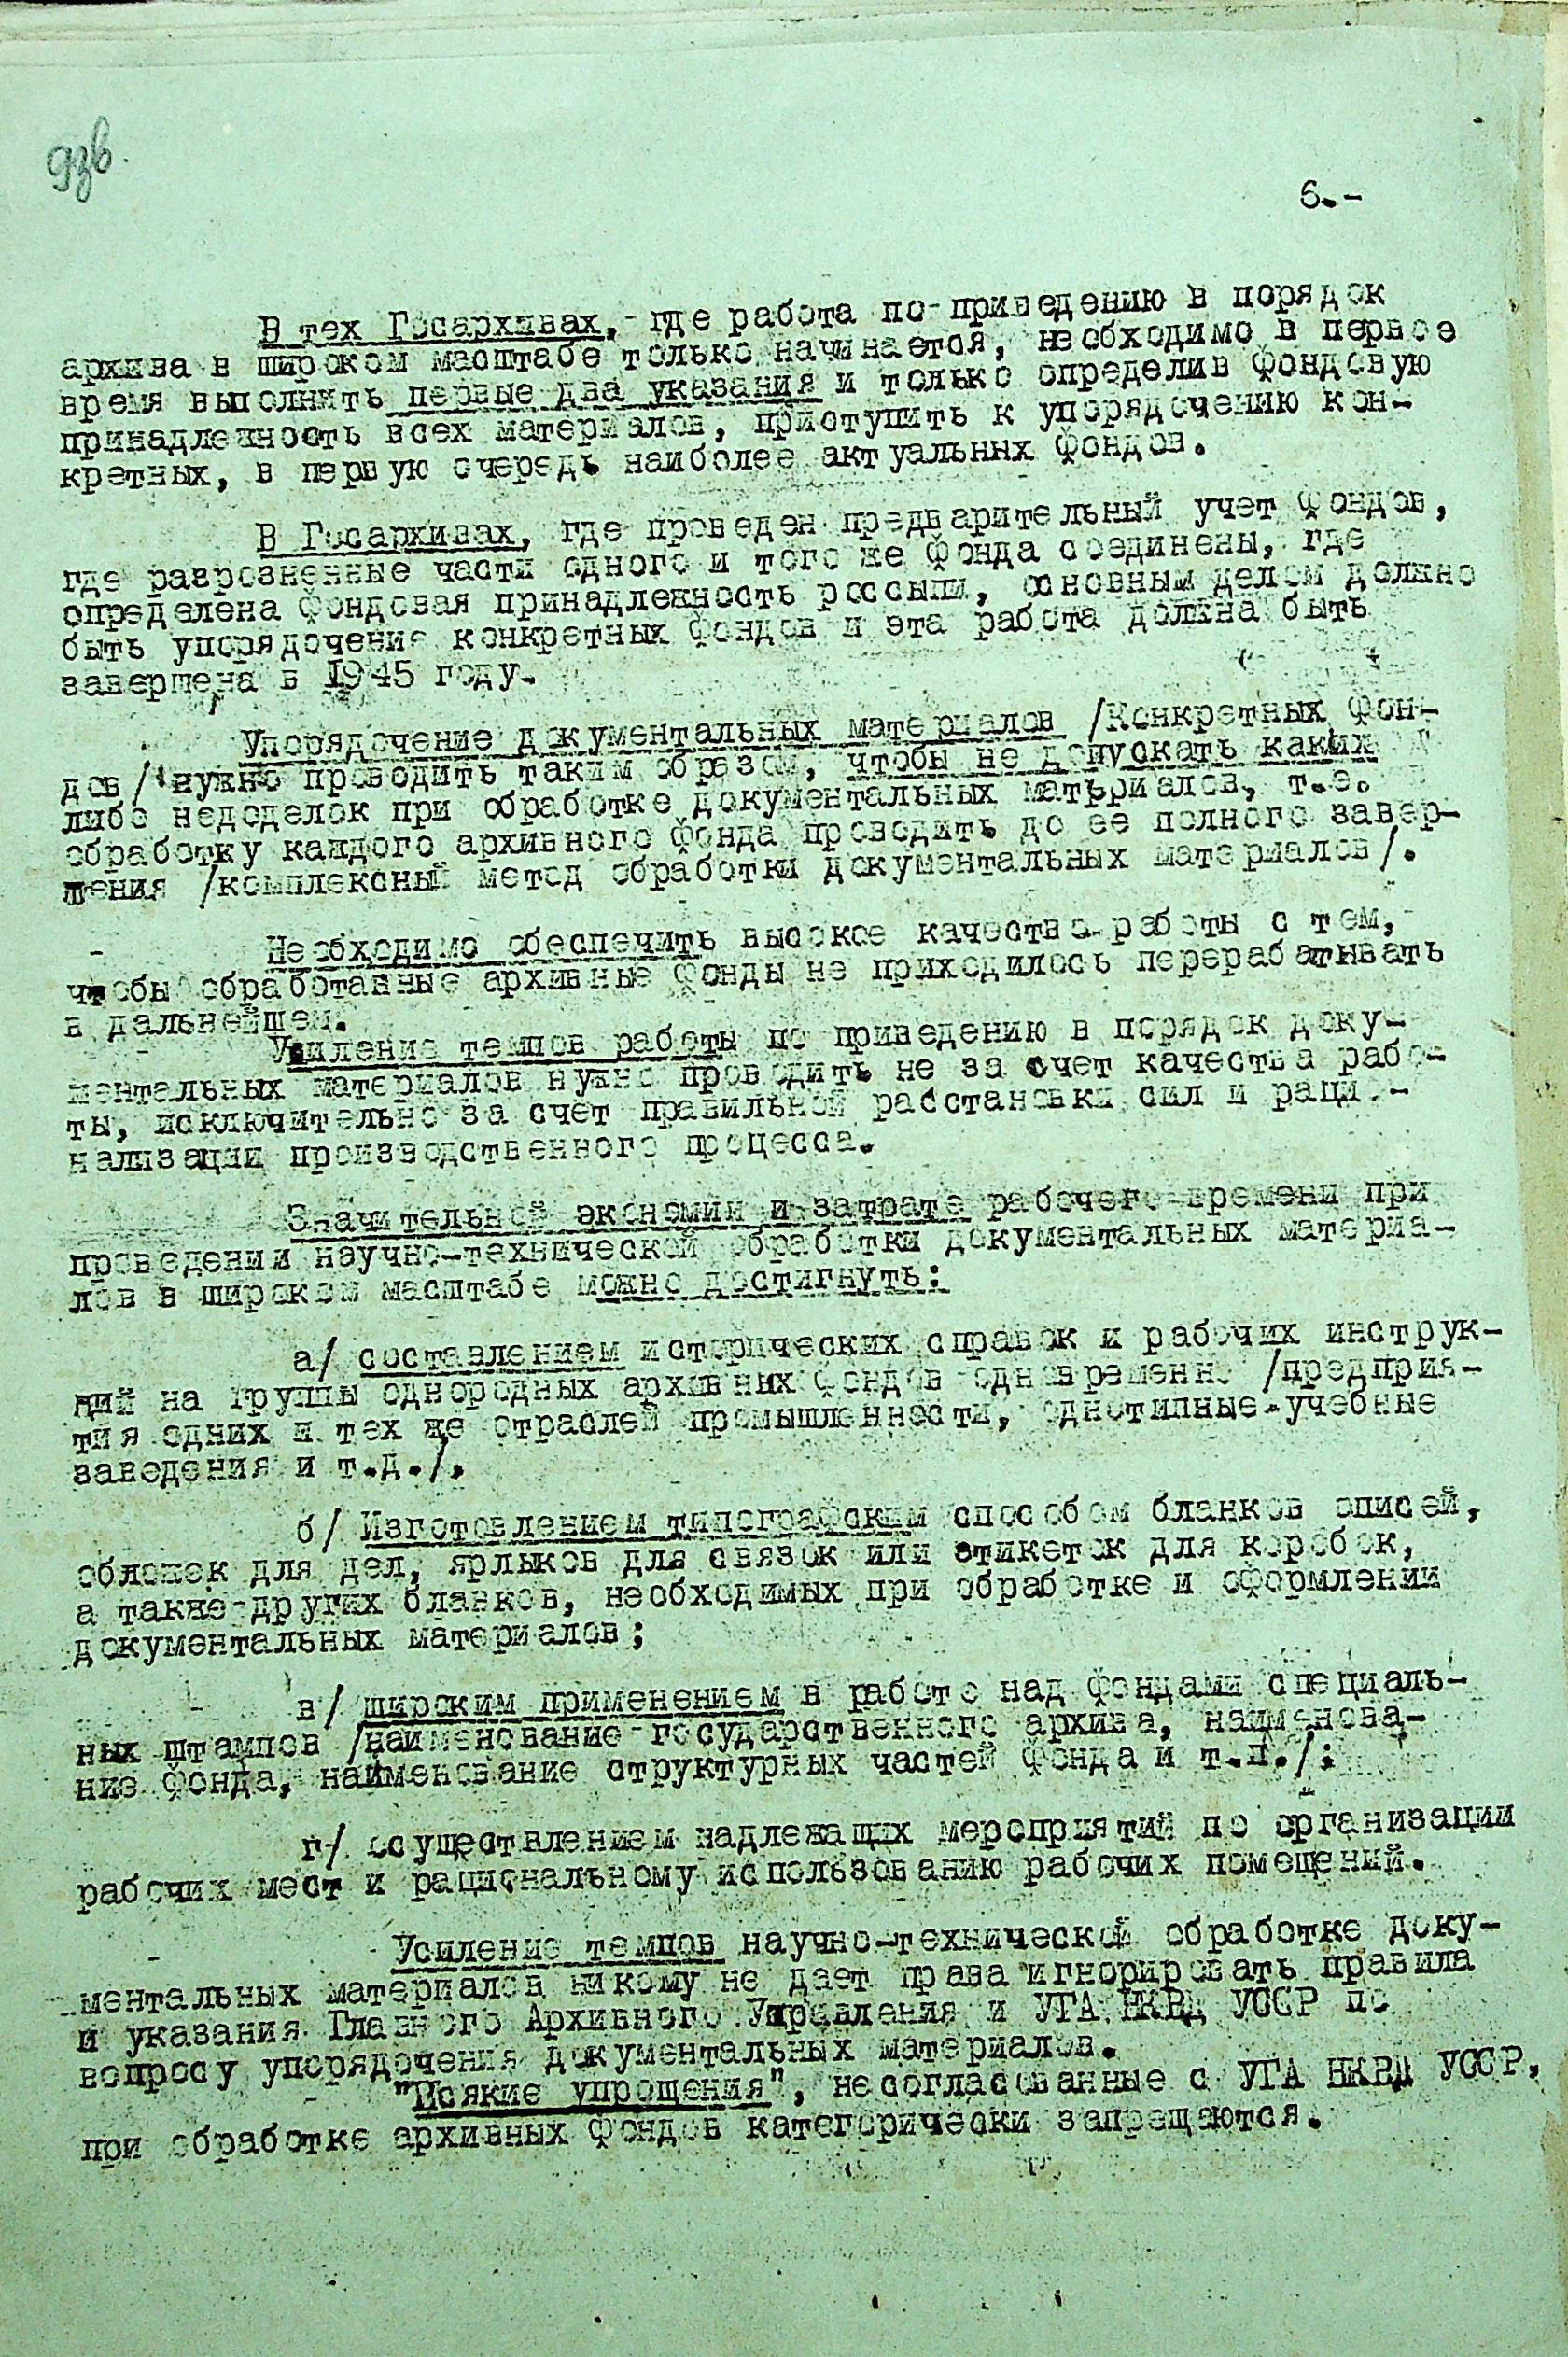 9зв.
6.-
В тех Госархивах, где работа по приведению в порядок
архива в широком масштабе только начинается, необходимо в первое
время выполнить первые два указания и только определив фондовую
принадлежность всех материалов, приступить к упорядочению кон-
кретных, в первую очередь наиболее актуальных фондов.
В Госархивах, где проведен предварительный учет фондов,
где разрозненные части одного и того же фонда соединены, где
определена фондовая принадлежность россыпи, основным делом должно
быть упорядочение конкретных фондов и эта работа должна быть
завершена в 1945 году.
Упорядочение документальных материалов /конкретных фон-
дов/ нужно проводить таким образом, чтобы не допускать каких
либо недоделок при обработке документальных материалов, т.е.
обработку каждого архивного фонда проводить до ее полного завер-
шения /комплексный метод обработки документальных материалов/.
Необходимо обеспечить высокое качество работы с тем,
чтобы обработанные архивные фонды не приходилось перерабатывать
в дальнейшем.
Усиление темпов работы по приведению в порядок доку-
ментальных материалов нужно проводить не за счет качества рабо-
ты, исключительно за счет правильной расстановки сил и рацио-
нализации производственного процесса.
Значительной экономии и затрате рабочего времени при
проведении научно-технической обработки документальных материа-
лов в широком масштабе можно достигнуть:
а/ составлением исторических справок и рабочих инструк-
ций на группы однородных архивных фондов одновременно /предприя-
тия одних и тех же отраслей промышленности, однотипные учебные
заведения и т.д./.
б/ Изготовлением типографским способом бланков описей,
обложек для дел, ярлыков для связок или этикеток для коробок,
а также других бланков, необходимых при обработке и оформлении
документальных материалов;
в/ широким применением в работе над фондами специаль-
ных штампов /наименование государственного архива, наименова-
ние фонда, наименование структурных частей фонда и т.п./;
г/ осуществлением надлежащих мероприятий по организации
рабочих мест и рациональному использованию рабочих помещений.
Усиление темпов научно-технической обработке доку-
ментальных материалов никому не дает права игнорировать правила
и указания Главного Архивного Управления и УГА НКВД УССР по
вопросу упорядочения документальных материалов.
"Всякие упрощения", несогласованные с УГА НКВД УССР,
при обработке архивных фондов категорически запрещаются.